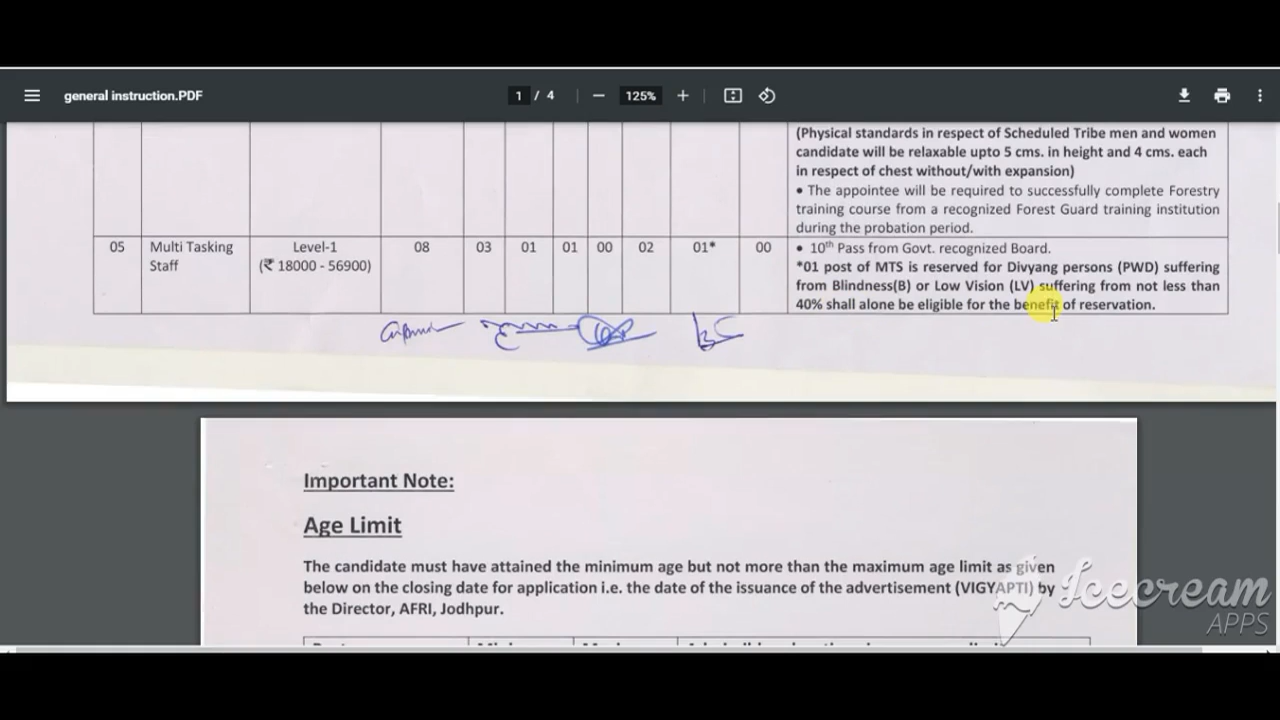 general instruction.PDF
1 / 4
125%
(Physical standards in respect of Scheduled Tribe men and women
candidate will be relaxable upto 5 cms. in height and 4 cms. each
in respect of chest without/with expansion)
• The appointee will be required to successfully complete Forestry
training course from a recognized Forest Guard training institution
during the probation period.
05 Multi Tasking Level-1 08 03 01 01 00 02 01* 00 • 10th Pass from Govt. recognized Board.
Staff (₹ 18000 - 56900) *01 post of MTS is reserved for Divyang persons (PWD) suffering
from Blindness(B) or Low Vision (LV) suffering from not less than
40% shall alone be eligible for the benefit of reservation.
Important Note:
Age Limit
The candidate must have attained the minimum age but not more than the maximum age limit as given
below on the closing date for application i.e. the date of the issuance of the advertisement (VIGYAPTI) by
the Director, AFRI, Jodhpur.
Icecream
APPS